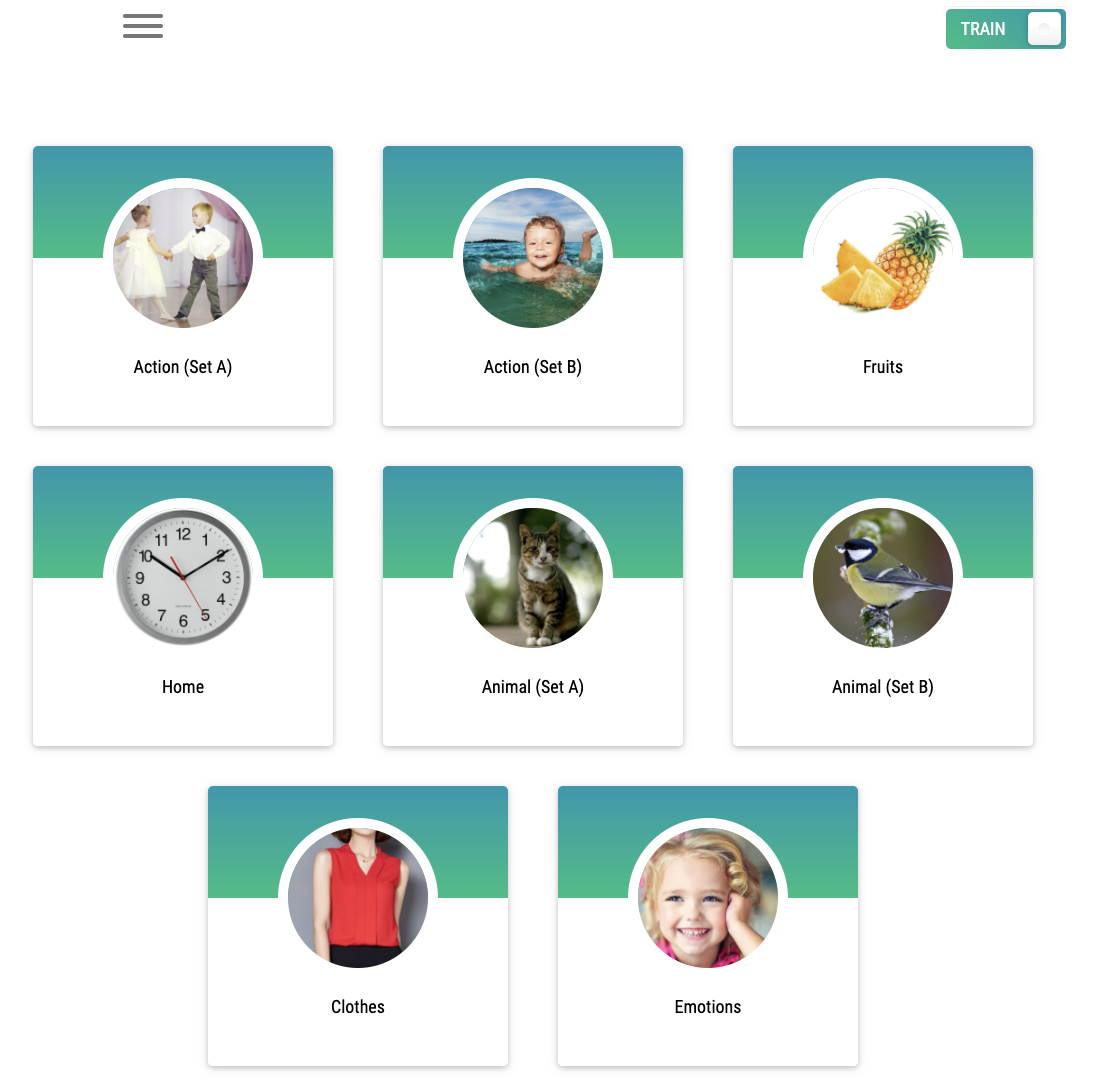 TRAIN
Action (Set A)
Action (Set B)
Fruits
12
11
1
10
2
9
3
8
4
7
5
6
Home
Animal (Set A)
Animal (Set B)
Clothes
Emotions